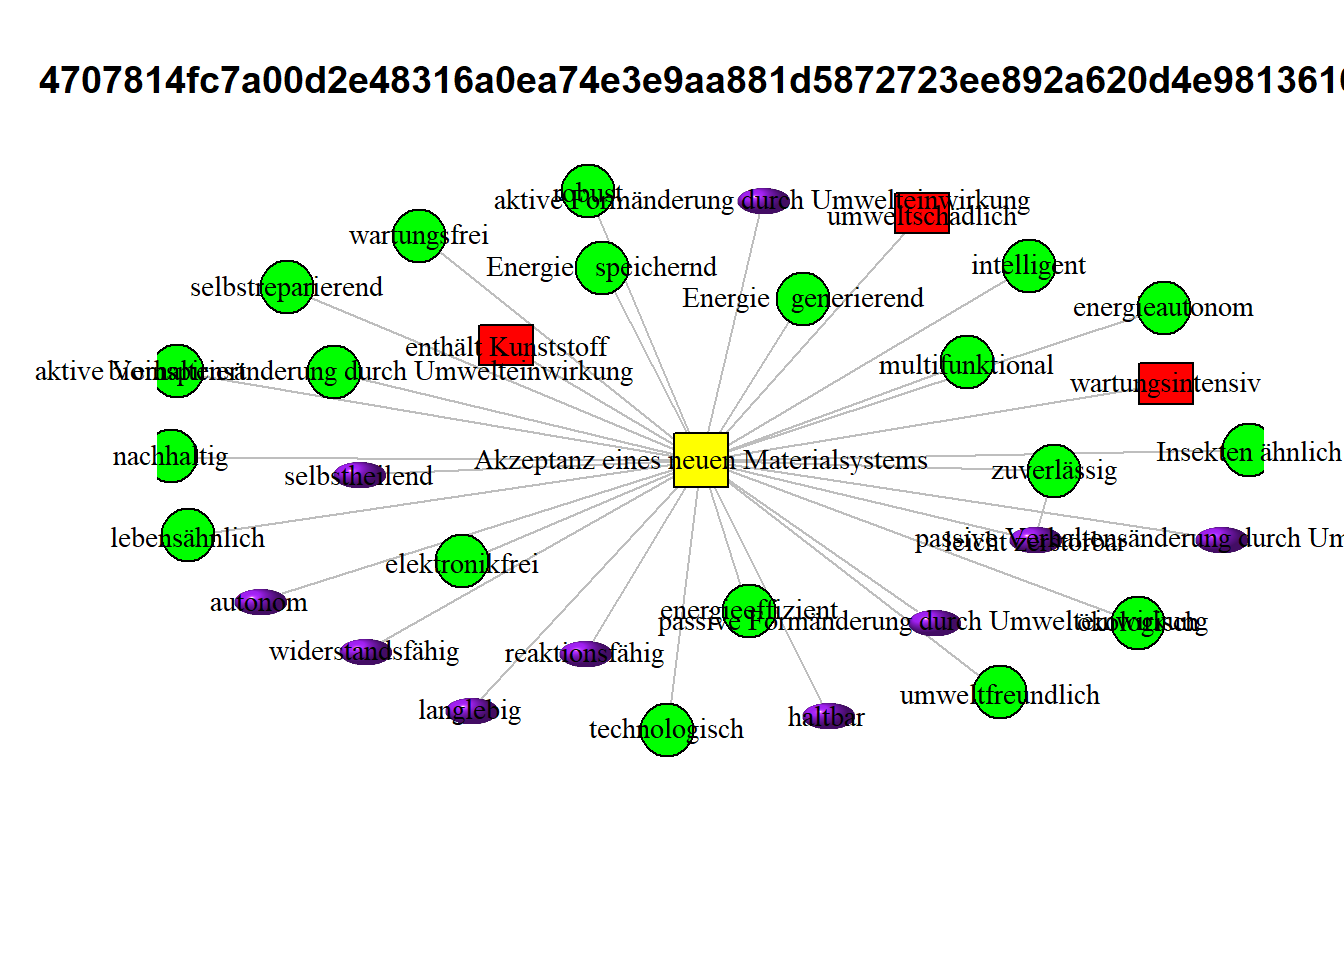 4707814fc7a00d2e48316a0ea74e3e9aa881d5872723ee892a620d4e981361
robust
aktive Formänderung durch Umwelteinwirkung
umweltschädlich
wartungsfrei
Energie speichernd
intelligent
selbstreparierend
Energie generierend
energieautonom
enthält Kunststoff
multifunktional
aktive Verhaltensänderung durch Umwelteinwirkung
bioinspiriert
wartungsintensiv
nachhaltig
selbstheilend
Akzeptanz eines neuen Materialsystems
zuverlässig
Insekten ähnlich
lebensähnlich
leicht zerstörbar
passive Verhaltensänderung durch Um
elektronikfrei
autonom
energieeffizient
passive Formänderung durch Umwelteinwirkung
ökologisch
widerstandsfähig
reaktionsfähig
umweltfreundlich
langlebig
technologisch
haltbar